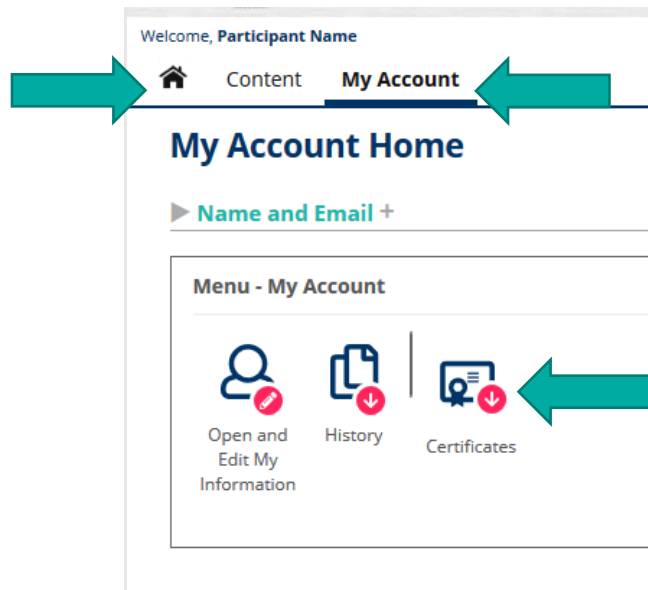 Welcome, Participant Name
Content My Account
My Account Home
Name and Email +
Menu - My Account
Open and
Edit My
Information
History
Certificates